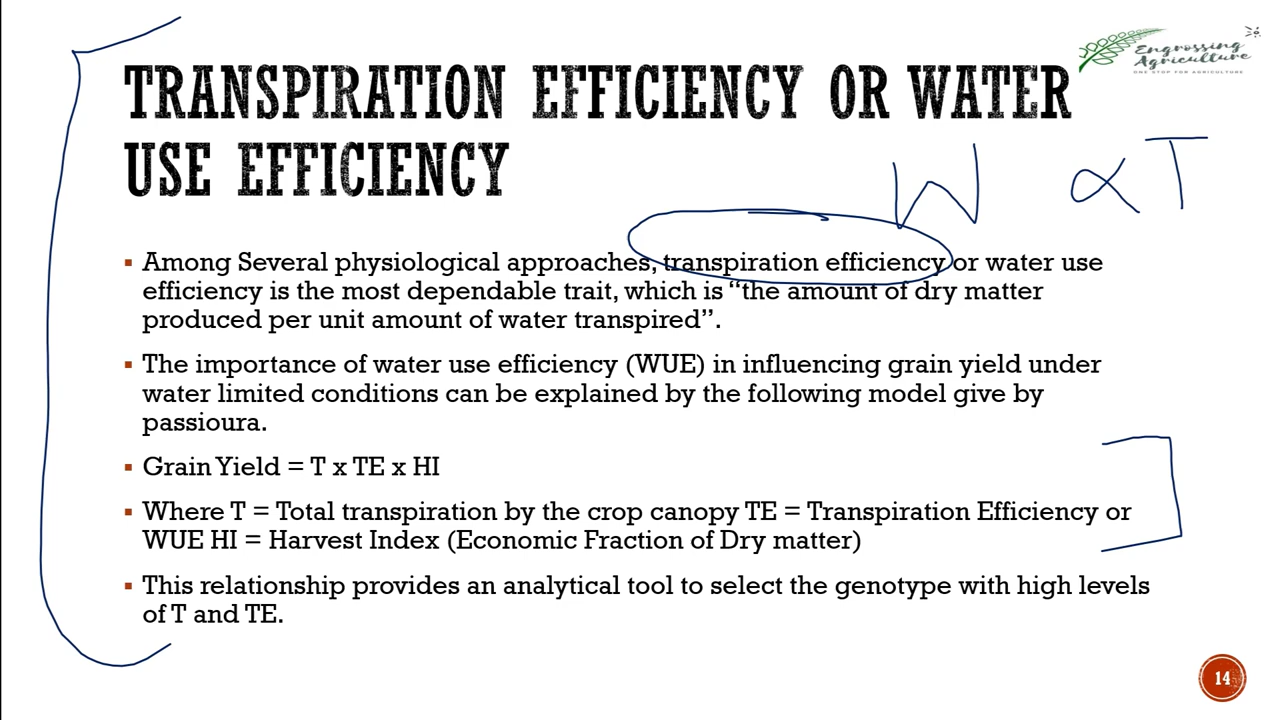 Engrossing
Agriculture
ONE STOP FOR AGRICULTURE
TRANSPIRATION EFFICIENCY OR WATER
USE EFFICIENCY
W ∝ T
▪ Among Several physiological approaches, transpiration efficiency or water use
efficiency is the most dependable trait, which is “the amount of dry matter
produced per unit amount of water transpired”.
▪ The importance of water use efficiency (WUE) in influencing grain yield under
water limited conditions can be explained by the following model give by
passioura.
▪ Grain Yield = T x TE x HI
▪ Where T = Total transpiration by the crop canopy TE = Transpiration Efficiency or
WUE HI = Harvest Index (Economic Fraction of Dry matter)
▪ This relationship provides an analytical tool to select the genotype with high levels
of T and TE.
14